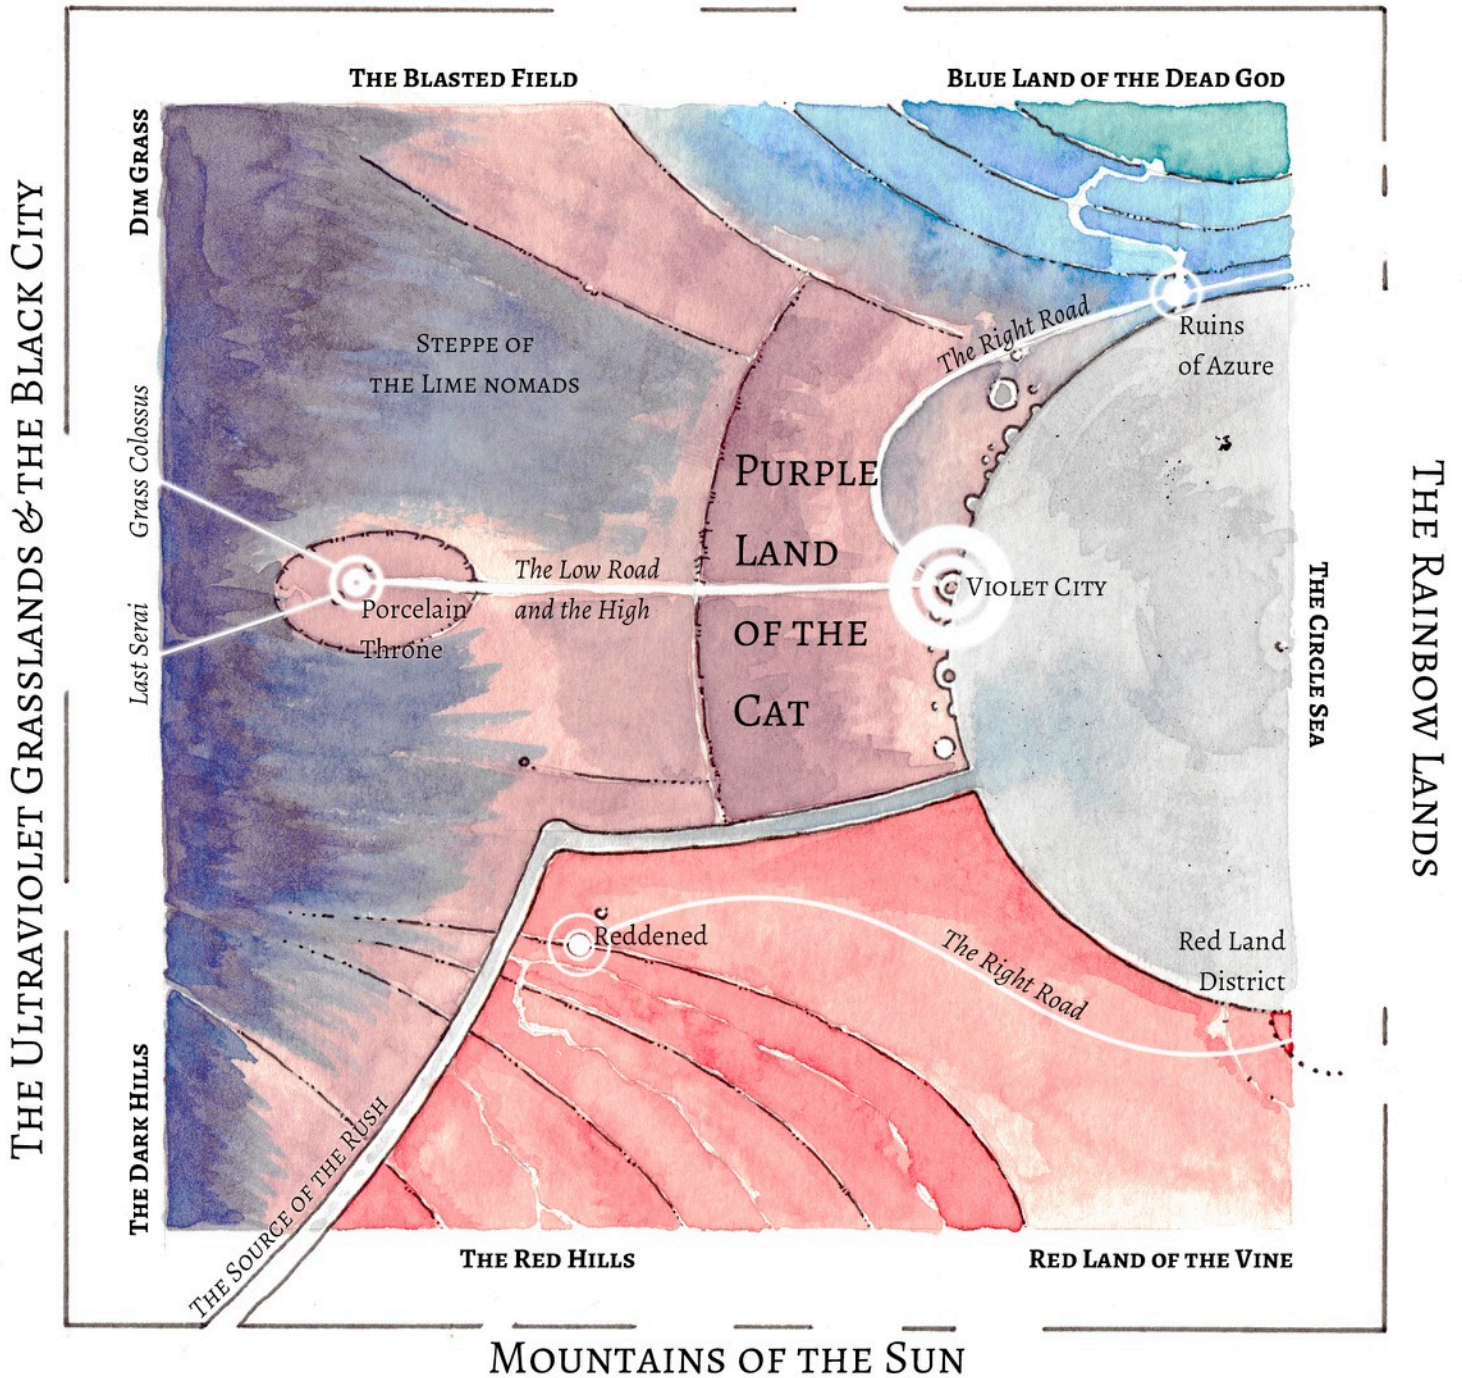 THE BLASTED FIELD
BLUE LAND OF THE DEAD GOD
DIM GRASS
THE ULTRAVIOLET GRASSLANDS & THE BLACK CITY
Grass Colossus
Last Serai
THE DARK HILLS
STEPPE OF
THE LIME NOMADS
The Right Road
Ruins
of Azure
PURPLE
LAND
OF THE
CAT
The Low Road
and the High
Porcelain
Throne
VIOLET CITY
THE CIRCLE SEA
THE RAINBOW LANDS
Reddened
The Right Road
Red Land
District
THE SOURCE OF THE RUSH
THE RED HILLS
RED LAND OF THE VINE
MOUNTAINS OF THE SUN